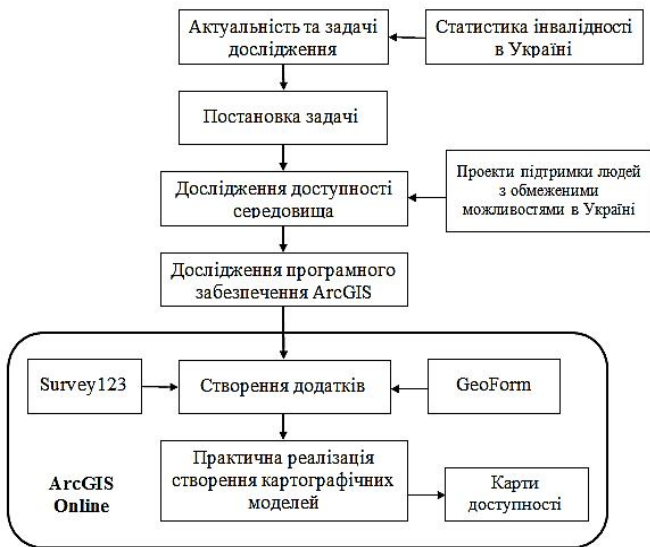 Актуальність та задачі
дослідження
Статистика інвалідності
в Україні
Постановка задачі
Дослідження доступності
середовища
Проекти підтримки людей
з обмеженими
можливостями в Україні
Дослідження програмного
забезпечення ArcGIS
Survey123
Створення додатків
GeoForm
Практична реалізація
створення картографічних
моделей
ArcGIS
Online
Карти
доступності